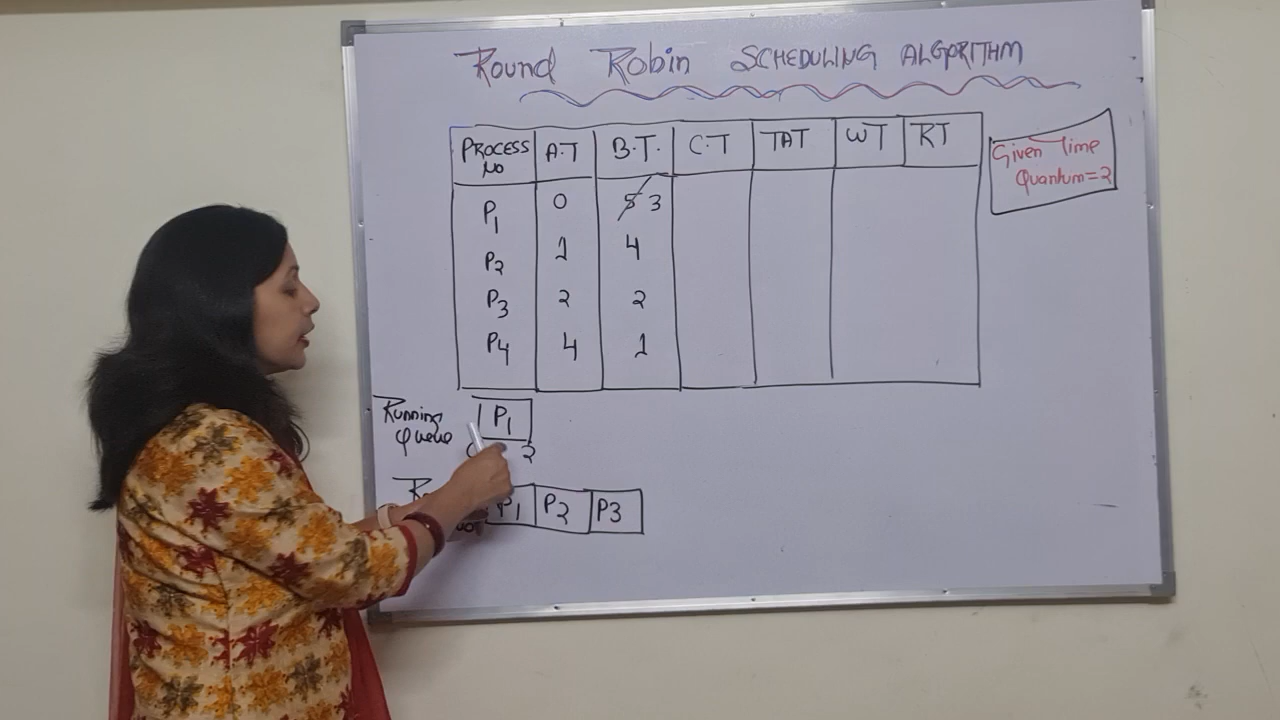 Round Robin SCHEDULING ALGORITHM
PROCESS NO A.T B.T. C.T TAT WT RT
P1 0 5 3
P2 1 4
P3 2 2
P4 4 1
Given Time
Quantum=2
Running
Queue P1
2
P1 P2 P3